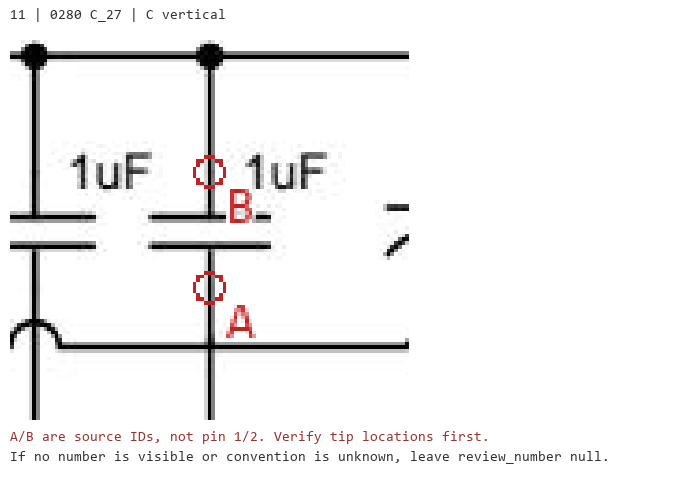 11 | 0280 C_27 | C vertical
1uF 1uF
B
A
A/B are source IDs, not pin 1/2. Verify tip locations first.
If no number is visible or convention is unknown, leave review_number null.